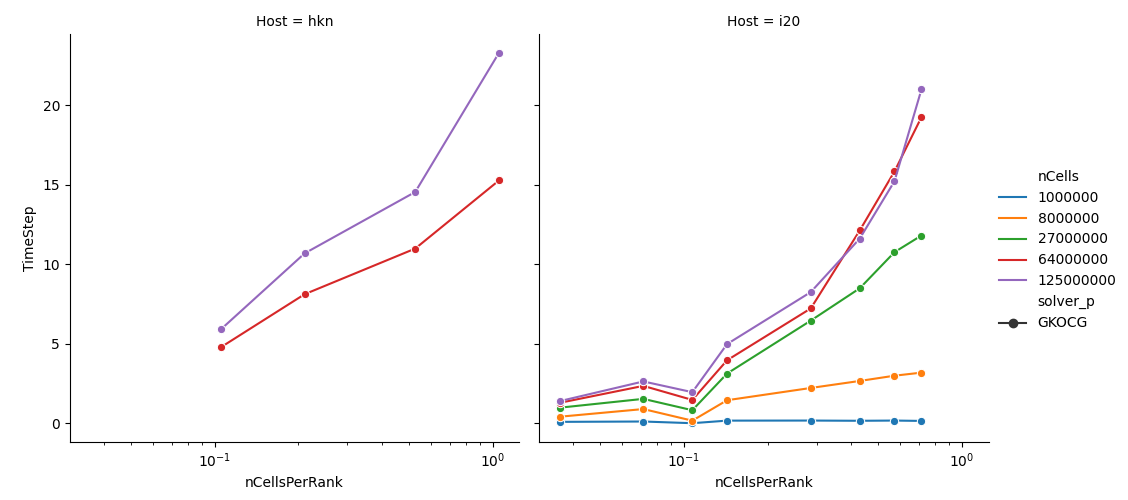 Host = hkn
Host = i20
TimeStep
20
15
10
5
0
10⁻¹
10⁰
10⁻¹
10⁰
nCellsPerRank
nCellsPerRank
nCells
1000000
8000000
27000000
64000000
125000000
solver_p
GKOCG